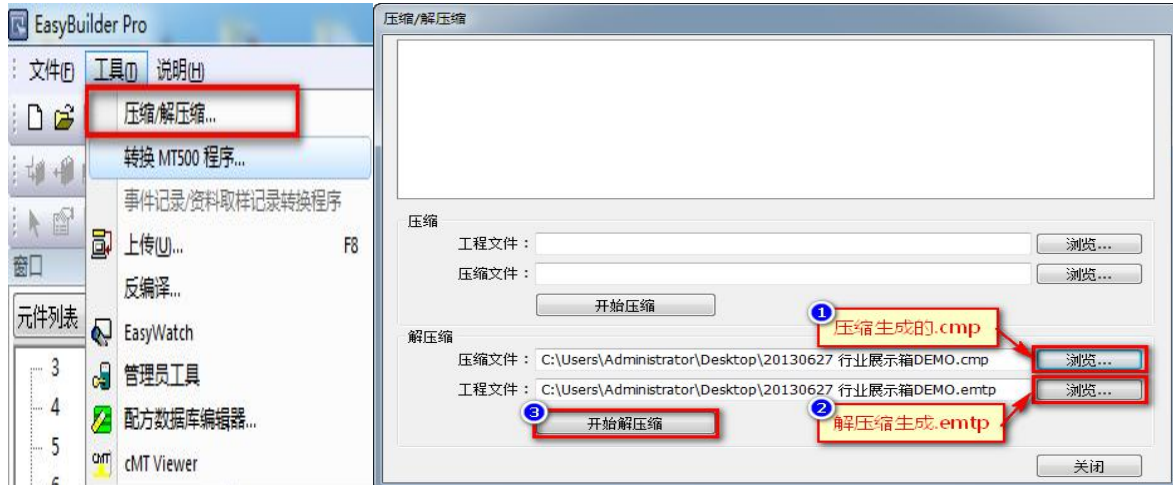 EasyBuilder Pro
文件(F) 工具(T) 说明(H)
压缩/解压缩...
转换 MT500 程序...
事件记录/资料取样记录转换程序
上传(U)... F8
反编译...
EasyWatch
管理员工具
配方数据库编辑器...
cMT Viewer
窗口
元件列表
3
4
5
6
CMT
压缩/解压缩
压缩
工程文件： 浏览...
压缩文件： 浏览...
开始压缩
1 压缩生成的.cmp
解压缩
压缩文件： C:\Users\Administrator\Desktop\20130627 行业展示箱DEMO.cmp 浏览...
工程文件： C:\Users\Administrator\Desktop\20130627 行业展示箱DEMO.emtp 浏览...
3 开始解压缩
2 解压缩生成.emtp
关闭